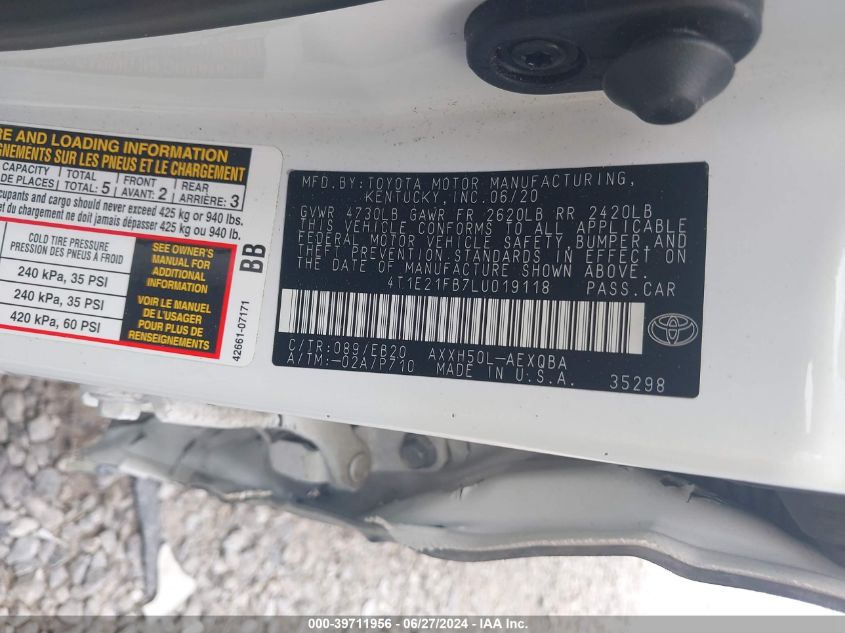 RE AND LOADING INFORMATION
GNEMENTS SUR LES PNEUS ET LE CHARGEMENT
CAPACITY TOTAL FRONT REAR
DE PLACES TOTAL: 5 AVANT: 2 ARRIÈRE: 3
cupants and cargo should never exceed 425 kg or 940 lbs.
et du chargement ne doit jamais dépasser 425 kg ou 940 lb.
COLD TIRE PRESSURE
PRESSION DES PNEUS À FROID
240 kPa, 35 PSI
240 kPa, 35 PSI
420 kPa, 60 PSI
SEE OWNER'S
MANUAL FOR
ADDITIONAL
INFORMATION
VOIR LE MANUEL
DE L'USAGER
POUR PLUS DE
RENSEIGNEMENTS
BB
42661-07171
MFD.BY:TOYOTA MOTOR MANUFACTURING,
KENTUCKY, INC.06/20
GVWR 4730LB GAWR FR 2620LB RR 2420LB
THIS VEHICLE CONFORMS TO ALL APPLICABLE
FEDERAL MOTOR VEHICLE SAFETY,BUMPER,AND
THEFT PREVENTION STANDARDS IN EFFECT ON
THE DATE OF MANUFACTURE SHOWN ABOVE.
4T1E21FB7LU019118 PASS.CAR
C/TR:089/EB20 AXXH50L-AEXQBA
A/TM:-02A/P710 MADE IN U.S.A. 35298
000-39711956 / 06/27/2024 / IAA Inc.